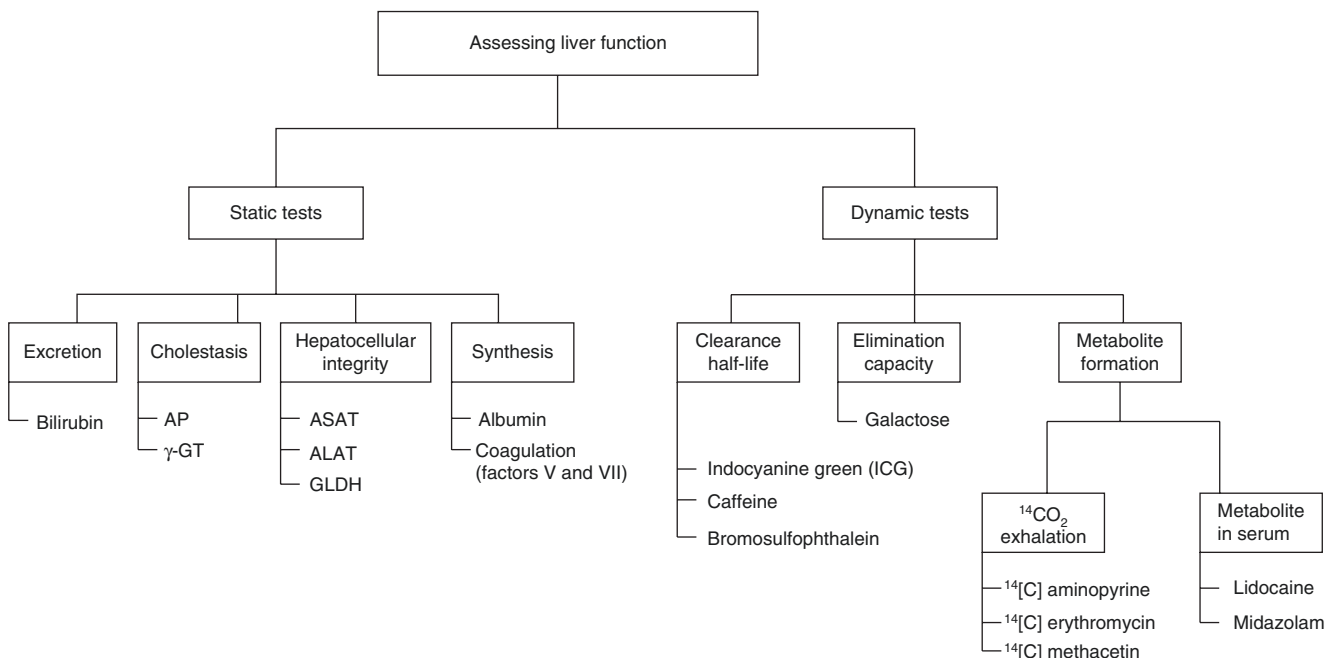 Assessing liver function
Static tests
Dynamic tests
Excretion
Cholestasis
Hepatocellular
integrity
Synthesis
Clearance
half-life
Elimination
capacity
Metabolite
formation
Bilirubin
AP
γ-GT
ASAT
ALAT
GLDH
Albumin
Coagulation
(factors V and VII)
Indocyanine green (ICG)
Caffeine
Bromosulfophthalein
Galactose
¹⁴CO₂
exhalation
Metabolite
in serum
¹⁴[C] aminopyrine
¹⁴[C] erythromycin
¹⁴[C] methacetin
Lidocaine
Midazolam